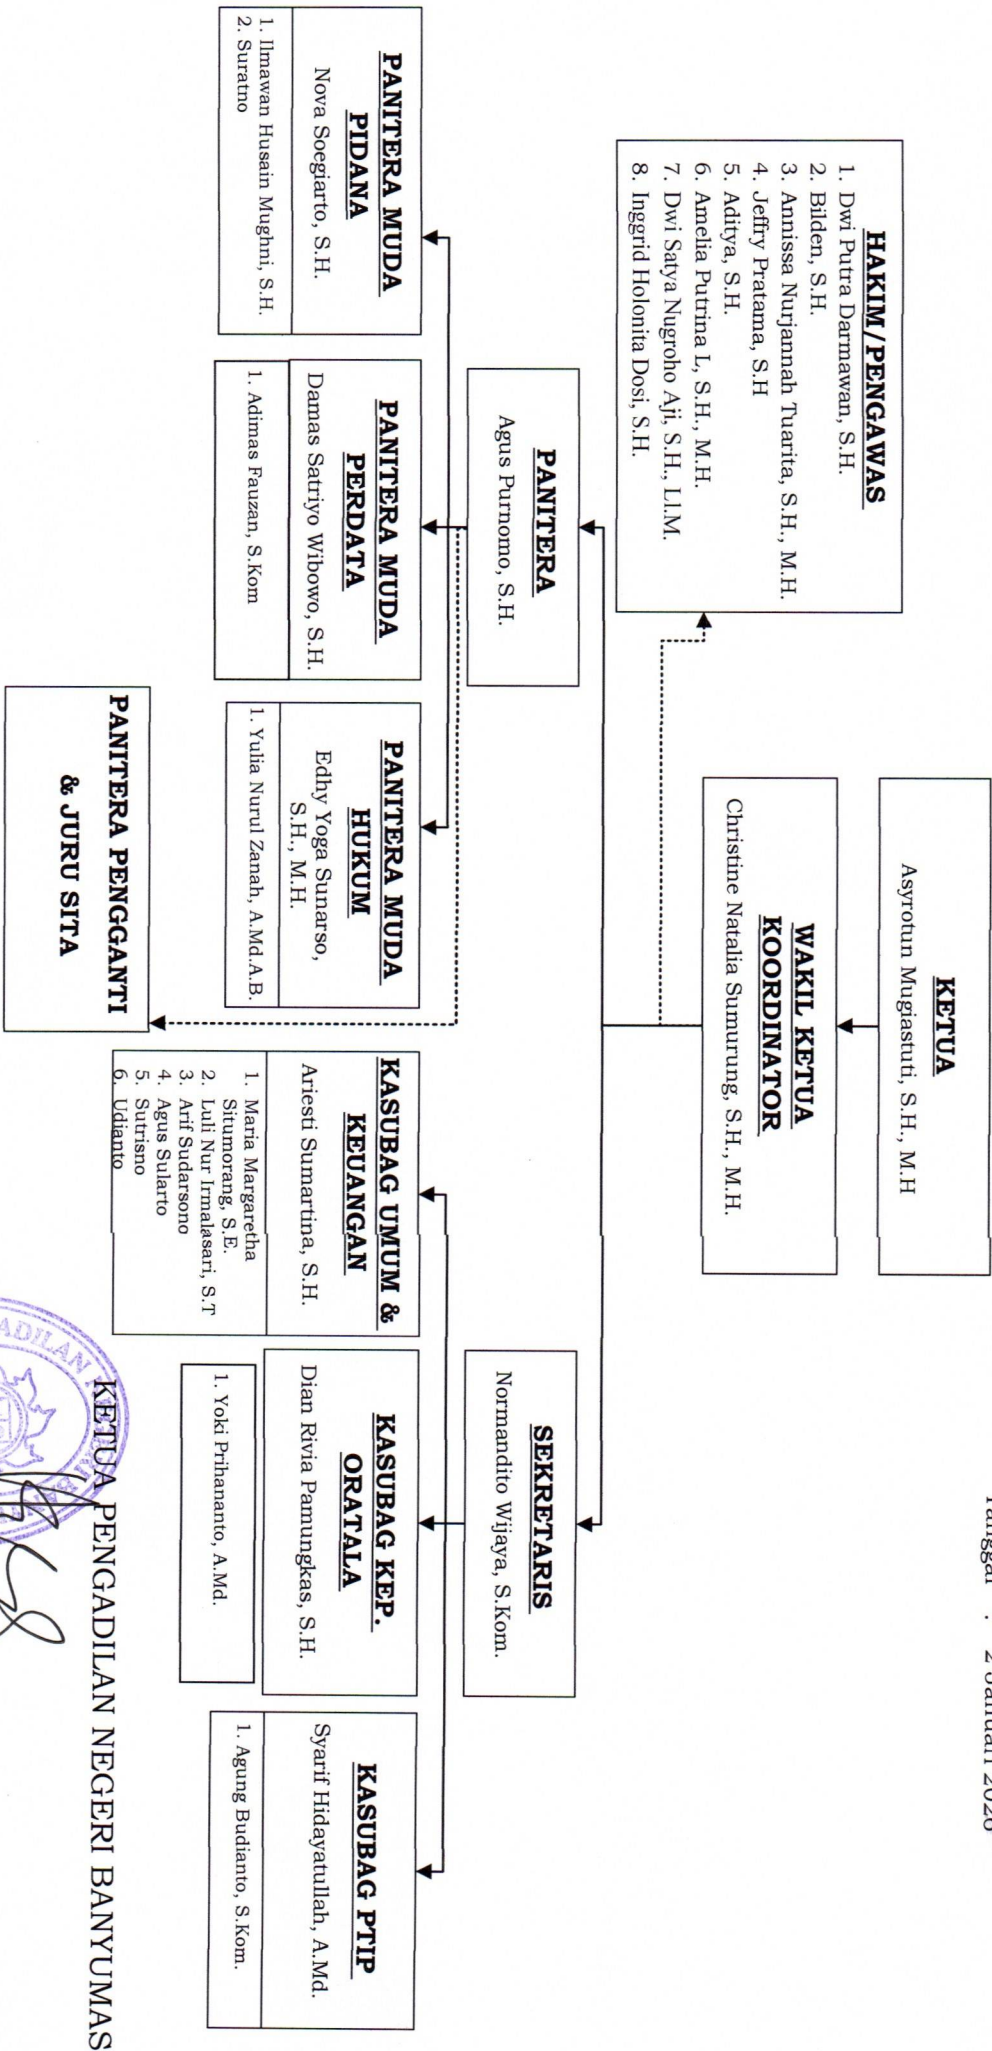 Tanggal : 2 Januari 2026
KETUA
Asyrotun Mugiastuti, S.H., M.H
WAKIL KETUA
KOORDINATOR
Christine Natalia Sumurung, S.H., M.H.
HAKIM/PENGAWAS
1. Dwi Putra Darmawan, S.H.
2. Bilden, S.H.
3. Annissa Nurjannah Tuarita, S.H., M.H.
4. Jeffry Pratama, S.H
5. Aditya, S.H.
6. Amelia Putrina L, S.H., M.H.
7. Dwi Satya Nugroho Aji, S.H., Ll.M.
8. Inggrid Holonita Dosi, S.H.
PANITERA
Agus Purnomo, S.H.
SEKRETARIS
Normandito Wijaya, S.Kom.
PANITERA MUDA
PIDANA
Nova Soegiarto, S.H.
1. Ilmawan Husain Mughni, S.H.
2. Suratno
PANITERA MUDA
PERDATA
Damas Satriyo Wibowo, S.H.
1. Adimas Fauzan, S.Kom
PANITERA MUDA
HUKUM
Edhy Yoga Sunarso,
S.H., M.H.
1. Yulia Nurul Zanah, A.Md.A.B.
KASUBAG UMUM &
KEUANGAN
Ariesti Sumartina, S.H.
1. Maria Margaretha
Situmorang, S.E.
2. Luli Nur Irmalasari, S.T
3. Arif Sudarsono
4. Agus Sularto
5. Sutrisno
6. Udianto
KASUBAG KEP.
ORATALA
Dian Rivia Pamungkas, S.H.
1. Yoki Prihananto, A.Md.
KASUBAG PTIP
Syarif Hidayatullah, A.Md.
1. Agung Budianto, S.Kom.
PANITERA PENGGANTI
& JURU SITA
KETUA PENGADILAN NEGERI BANYUMAS